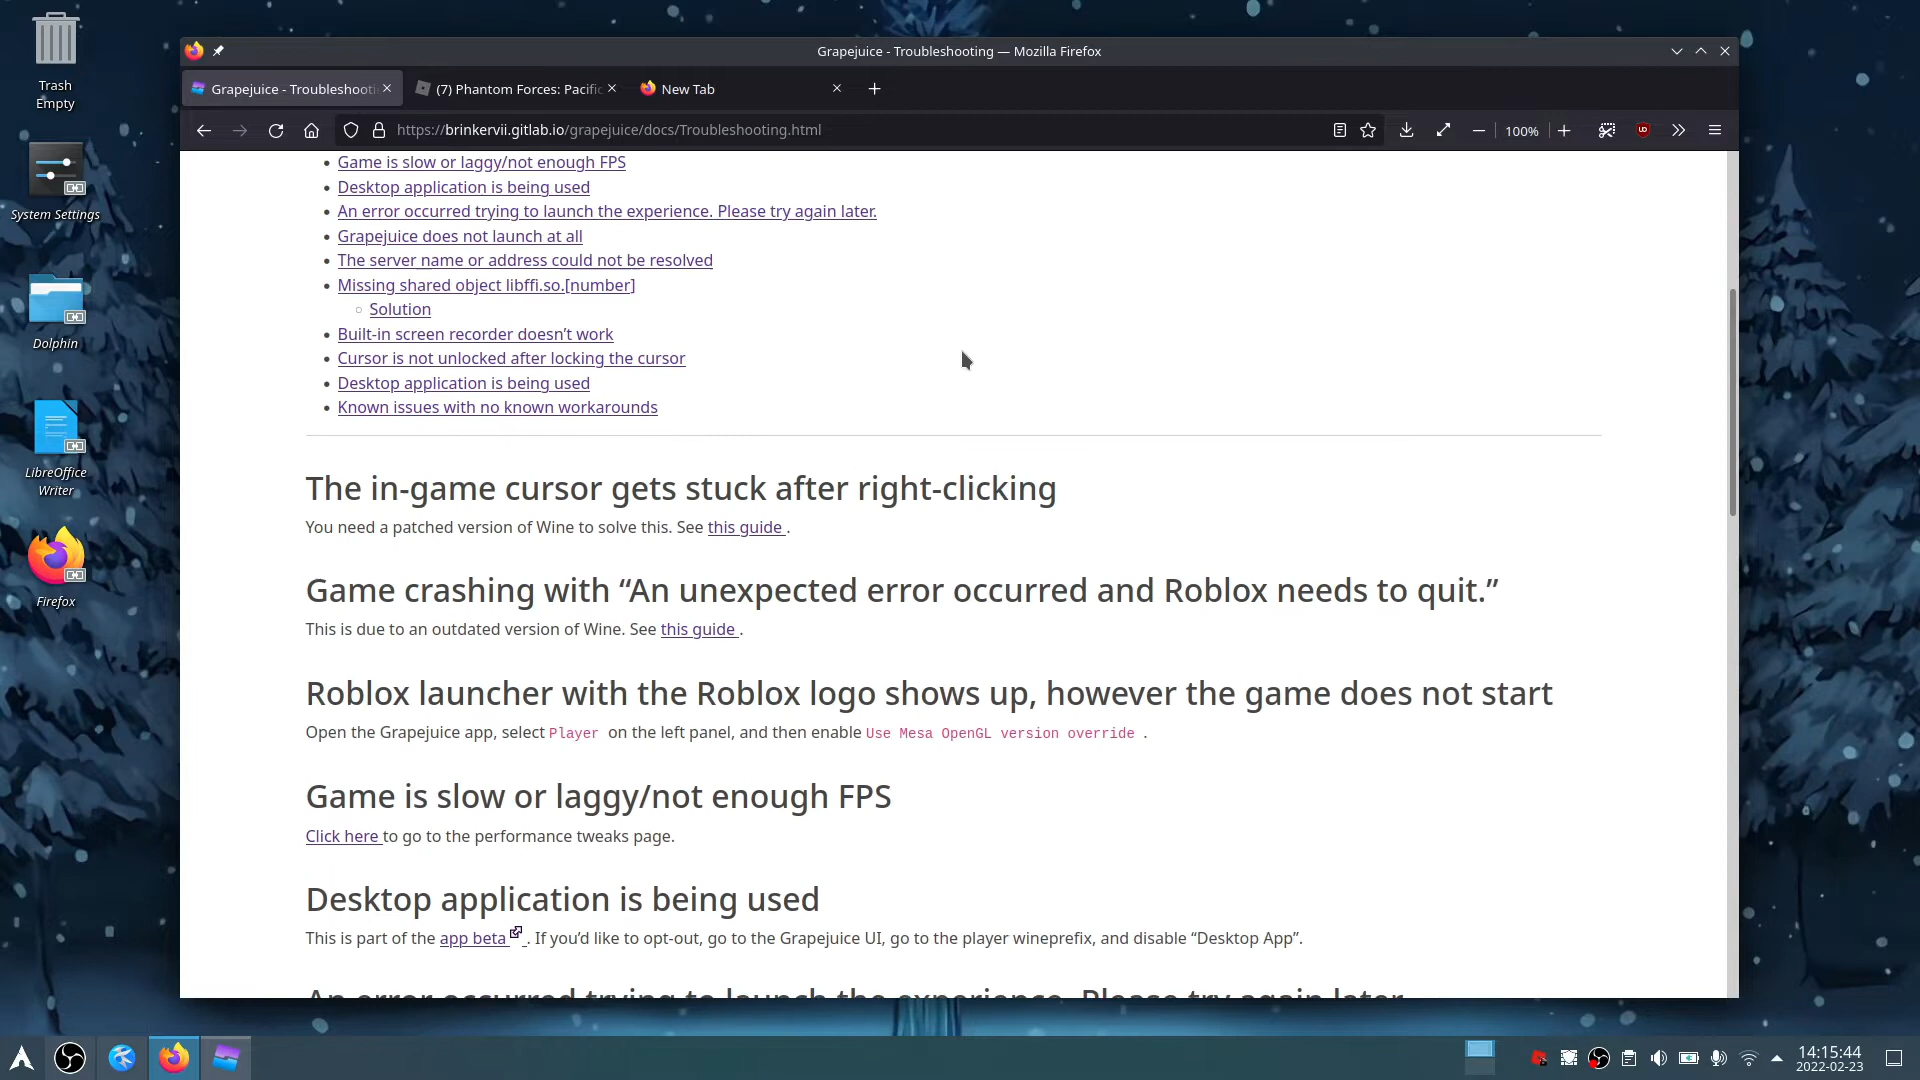 Trash
Empty
System Settings
Dolphin
LibreOffice
Writer
Firefox
Grapejuice - Troubleshooting — Mozilla Firefox
Grapejuice - Troubleshooti
(7) Phantom Forces: Pacific
New Tab
https://brinkervii.gitlab.io/grapejuice/docs/Troubleshooting.html
100%
Game is slow or laggy/not enough FPS
Desktop application is being used
An error occurred trying to launch the experience. Please try again later.
Grapejuice does not launch at all
The server name or address could not be resolved
Missing shared object libffi.so.[number]
Solution
Built-in screen recorder doesn’t work
Cursor is not unlocked after locking the cursor
Desktop application is being used
Known issues with no known workarounds
The in-game cursor gets stuck after right-clicking
You need a patched version of Wine to solve this. See this guide .
Game crashing with “An unexpected error occurred and Roblox needs to quit.”
This is due to an outdated version of Wine. See this guide .
Roblox launcher with the Roblox logo shows up, however the game does not start
Open the Grapejuice app, select Player on the left panel, and then enable Use Mesa OpenGL version override .
Game is slow or laggy/not enough FPS
Click here to go to the performance tweaks page.
Desktop application is being used
This is part of the app beta . If you’d like to opt-out, go to the Grapejuice UI, go to the player wineprefix, and disable “Desktop App”.
An error occurred trying to launch the experience. Please try again later.
14:15:44
2022-02-23